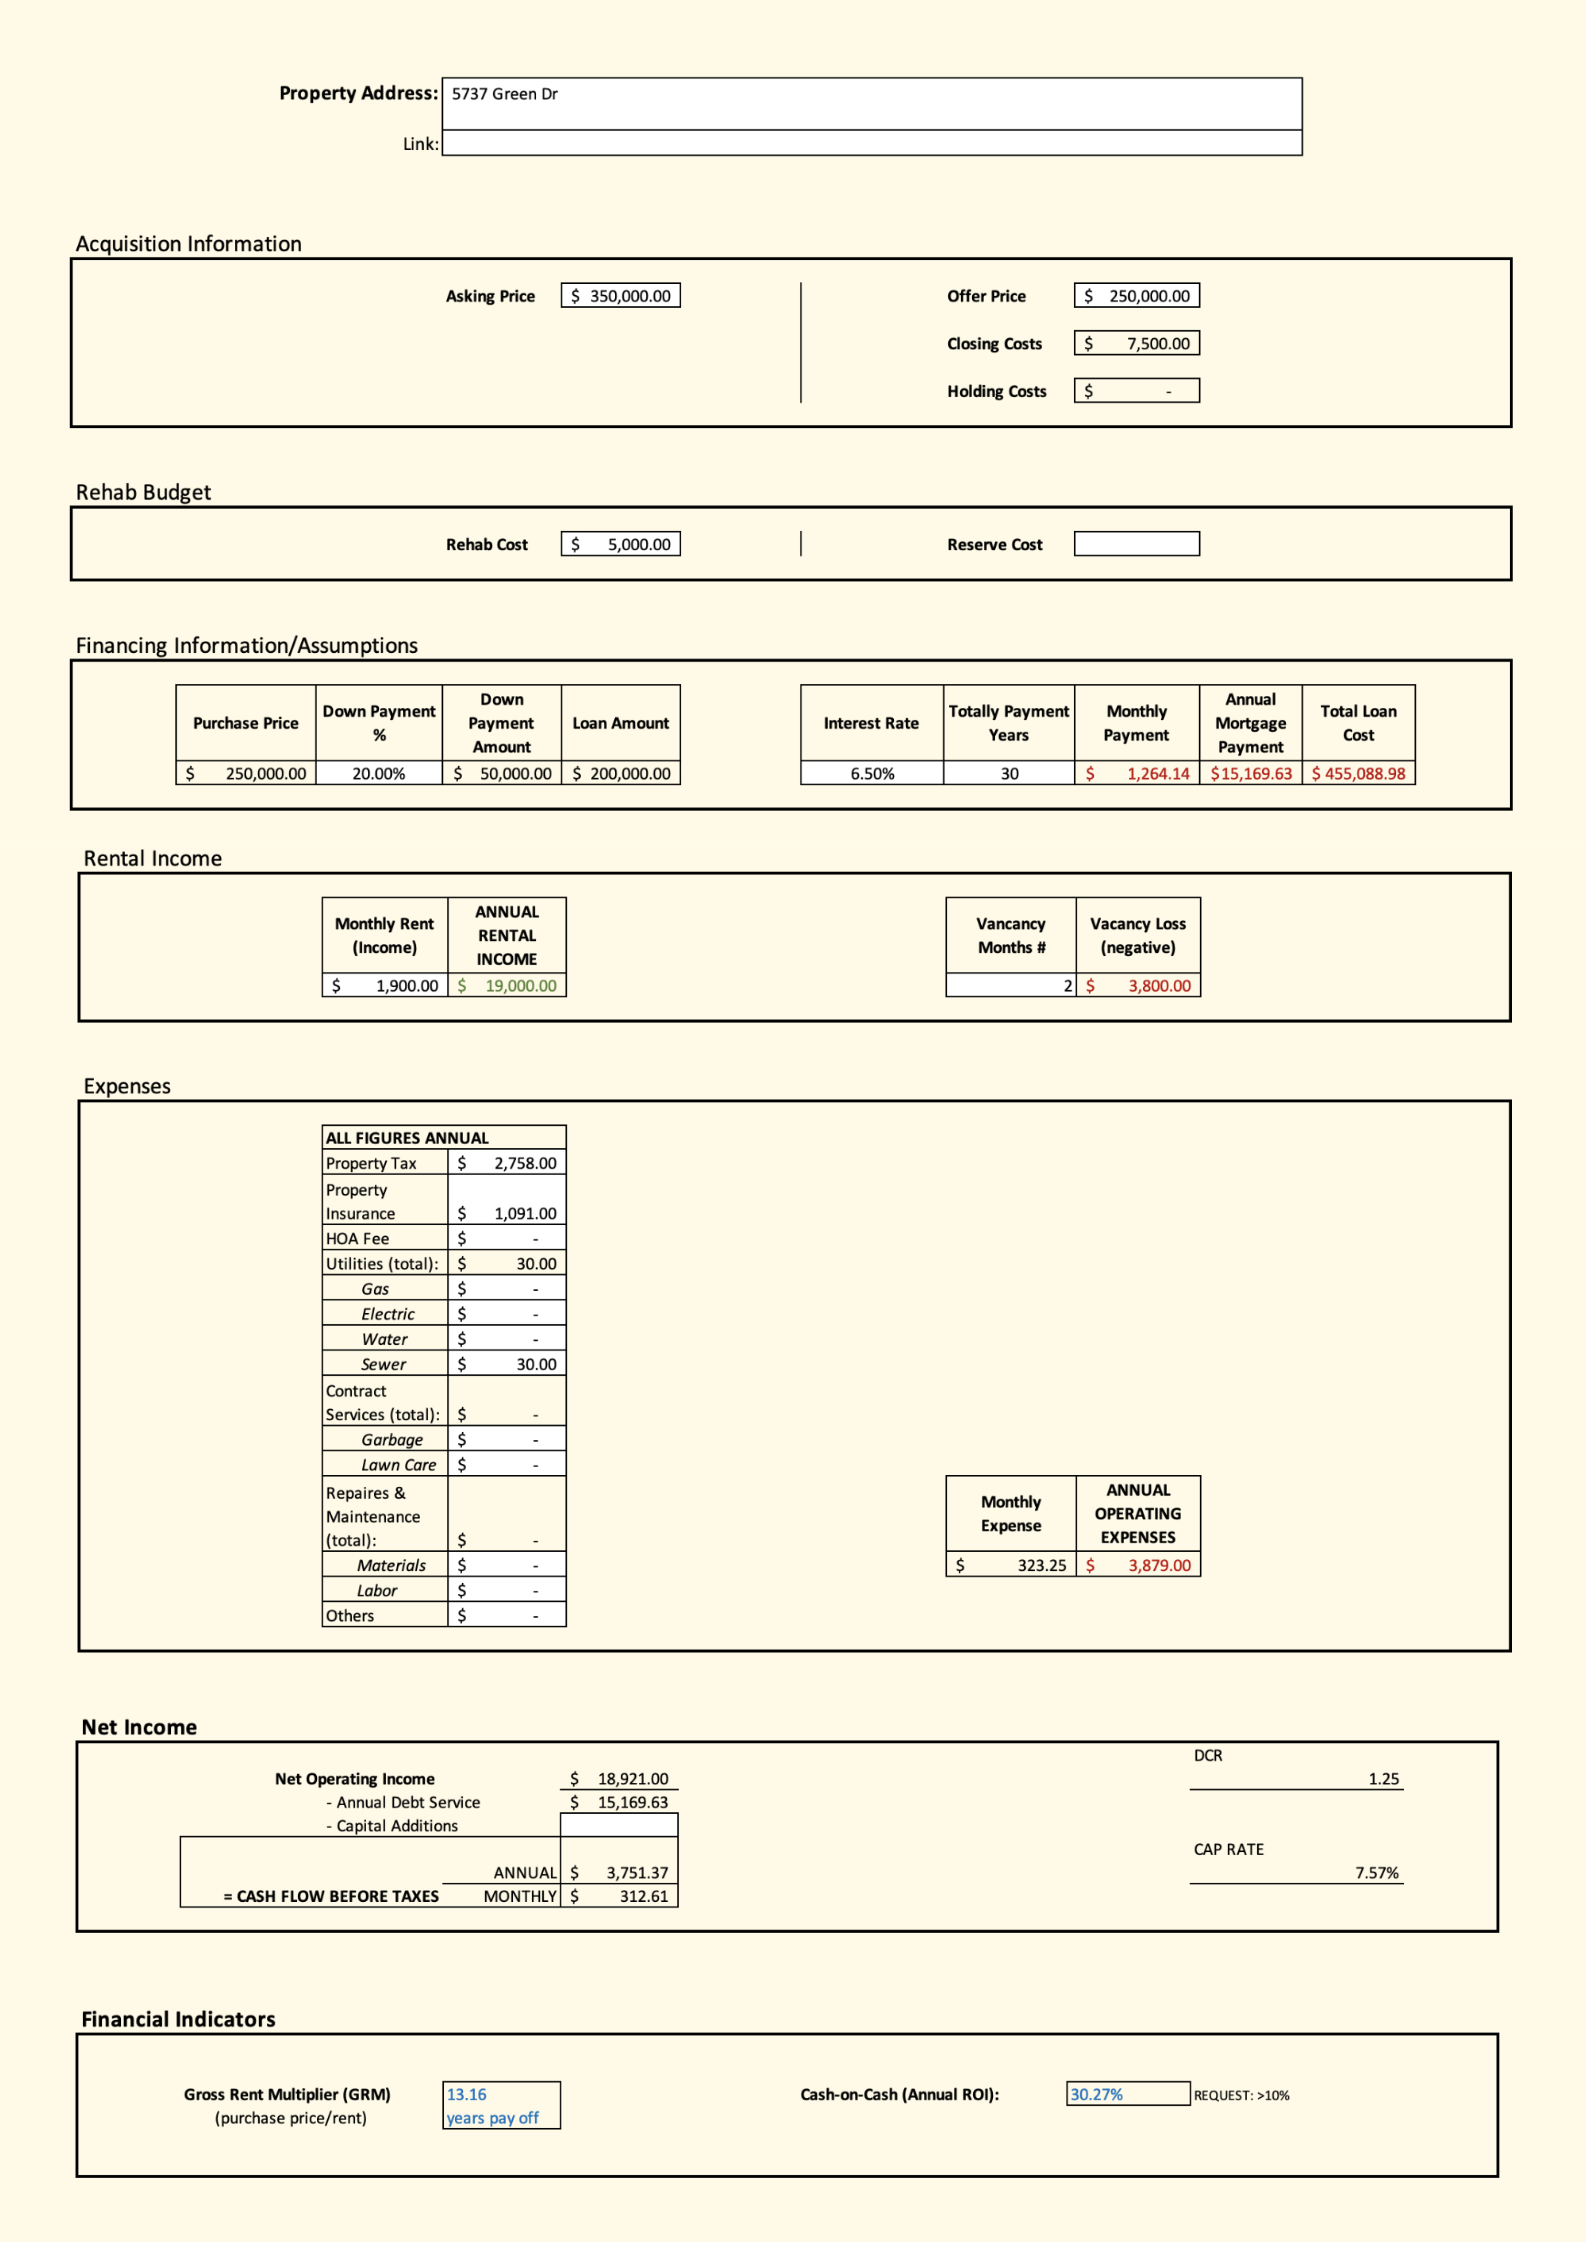 Property Address: 5737 Green Dr
Link:
Acquisition Information
Asking Price $ 350,000.00 Offer Price $ 250,000.00
Closing Costs $ 7,500.00
Holding Costs $ -
Rehab Budget
Rehab Cost $ 5,000.00 Reserve Cost
Financing Information/Assumptions
Purchase Price
Down Payment
%
Down
Payment
Amount
Loan Amount
Interest Rate
Totally Payment
Years
Monthly
Payment
Annual
Mortgage
Payment
Total Loan
Cost
$ 250,000.00 20.00% $ 50,000.00 $ 200,000.00 6.50% 30 $ 1,264.14 $15,169.63 $ 455,088.98
Rental Income
Monthly Rent
(Income)
ANNUAL
RENTAL
INCOME
Vancancy
Months #
Vacancy Loss
(negative)
$ 1,900.00 $ 19,000.00 2 $ 3,800.00
Expenses
ALL FIGURES ANNUAL
Property Tax $ 2,758.00
Property
Insurance $ 1,091.00
HOA Fee $ -
Utilities (total): $ 30.00
Gas $ -
Electric $ -
Water $ -
Sewer $ 30.00
Contract
Services (total): $ -
Garbage $ -
Lawn Care $ -
Repaires &
Maintenance
(total): $ -
Materials $ -
Labor $ -
Others $ -
Monthly
Expense
ANNUAL
OPERATING
EXPENSES
$ 323.25 $ 3,879.00
Net Income
DCR
Net Operating Income $ 18,921.00 1.25
- Annual Debt Service $ 15,169.63
- Capital Additions
CAP RATE
ANNUAL $ 3,751.37 7.57%
= CASH FLOW BEFORE TAXES MONTHLY $ 312.61
Financial Indicators
Gross Rent Multiplier (GRM) 13.16 Cash-on-Cash (Annual ROI): 30.27% REQUEST: >10%
(purchase price/rent) years pay off